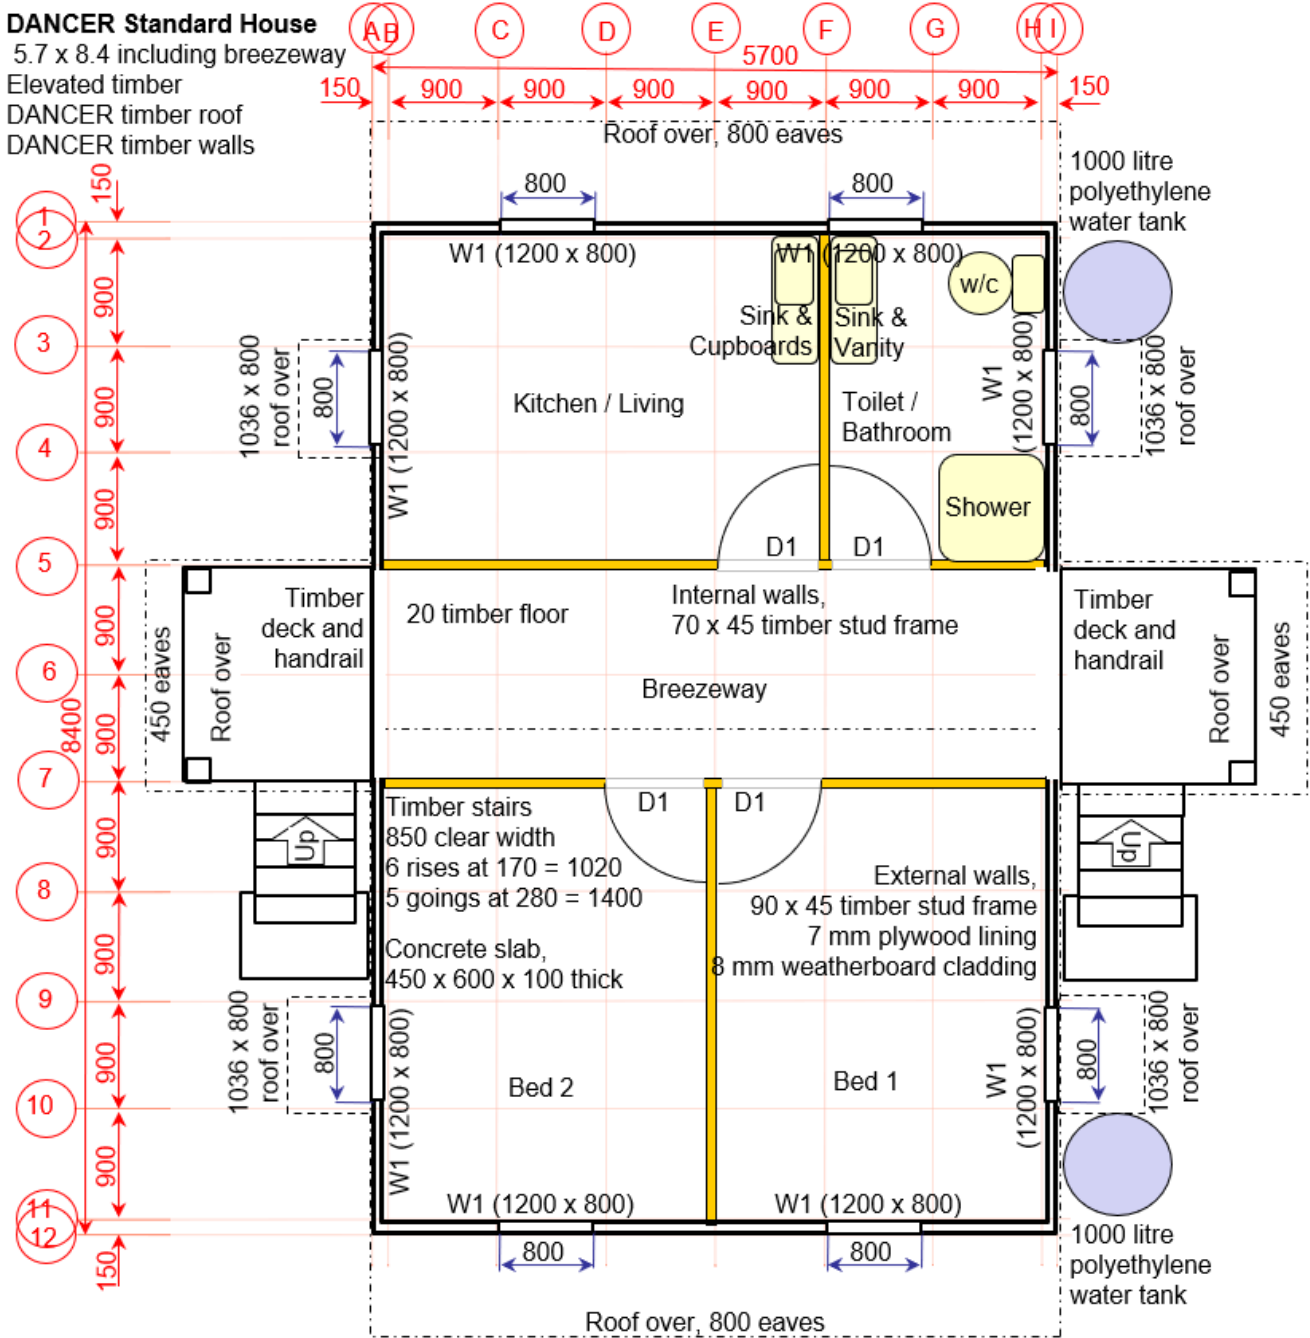 DANCER Standard House
5.7 x 8.4 including breezeway
Elevated timber
DANCER timber roof
DANCER timber walls
A B C D E F G H I
5700
150 900 900 900 900 900 900 150
Roof over, 800 eaves
1000 litre
polyethylene
water tank
150
1
2
800
800
W1 (1200 x 800)
W1 (1200 x 800)
w/c
900
3
Sink &
Cupboards
Sink &
Vanity
1036 x 800
roof over
800
W1 (1200 x 800)
W1
(1200 x 800)
800
1036 x 800
roof over
900
Kitchen / Living
Toilet /
Bathroom
4
900
Shower
D1
D1
5
Timber
deck and
handrail
20 timber floor
Internal walls,
70 x 45 timber stud frame
Timber
deck and
handrail
900
450 eaves
Roof over
Roof over
450 eaves
6
Breezeway
8400
900
7
D1
D1
Timber stairs
850 clear width
6 rises at 170 = 1020
5 goings at 280 = 1400
Up
Up
900
8
External walls,
90 x 45 timber stud frame
7 mm plywood lining
8 mm weatherboard cladding
Concrete slab,
450 x 600 x 100 thick
900
9
1036 x 800
roof over
800
W1 (1200 x 800)
W1
(1200 x 800)
800
1036 x 800
roof over
900
Bed 2
Bed 1
10
900
W1 (1200 x 800)
W1 (1200 x 800)
11
12
150
800
800
1000 litre
polyethylene
water tank
Roof over, 800 eaves